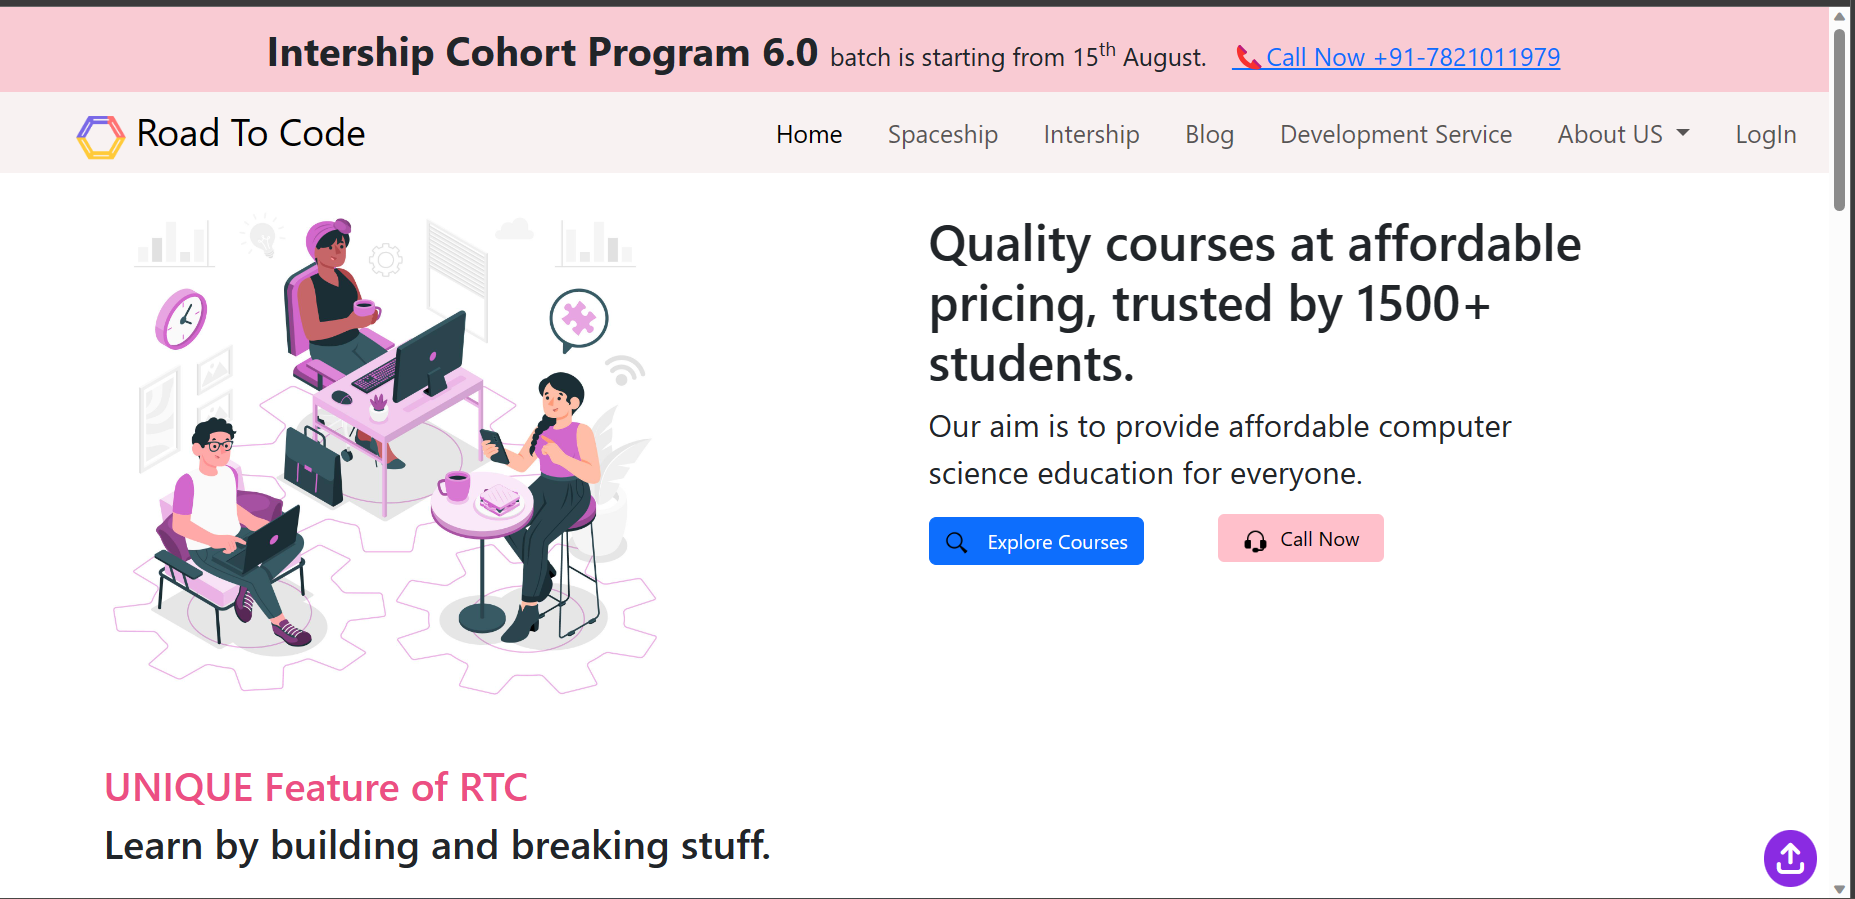 Intership Cohort Program 6.0 batch is starting from 15th August. 📞Call Now +91-7821011979
Road To Code
Home Spaceship Intership Blog Development Service About US LogIn
Quality courses at affordable
pricing, trusted by 1500+
students.
Our aim is to provide affordable computer
science education for everyone.
Explore Courses
Call Now
UNIQUE Feature of RTC
Learn by building and breaking stuff.